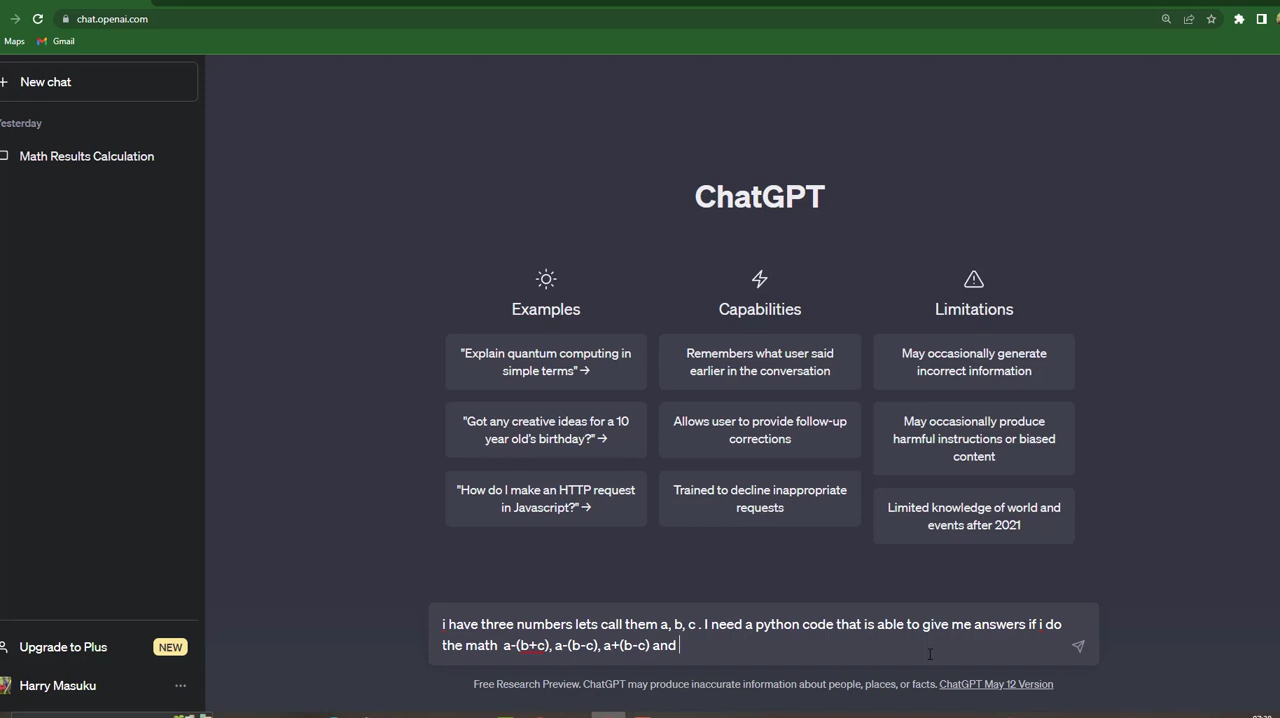 chat.openai.com
Maps Gmail
New chat
Yesterday
Math Results Calculation
ChatGPT
Examples
Capabilities
Limitations
"Explain quantum computing in
simple terms" →
Remembers what user said
earlier in the conversation
May occasionally generate
incorrect information
"Got any creative ideas for a 10
year old's birthday?" →
Allows user to provide follow-up
corrections
May occasionally produce
harmful instructions or biased
content
"How do I make an HTTP request
in Javascript?" →
Trained to decline inappropriate
requests
Limited knowledge of world and
events after 2021
i have three numbers lets call them a, b, c . I need a python code that is able to give me answers if i do
the math  a-(b+c), a-(b-c), a+(b-c) and
Upgrade to Plus NEW
Harry Masuku
Free Research Preview. ChatGPT may produce inaccurate information about people, places, or facts. ChatGPT May 12 Version